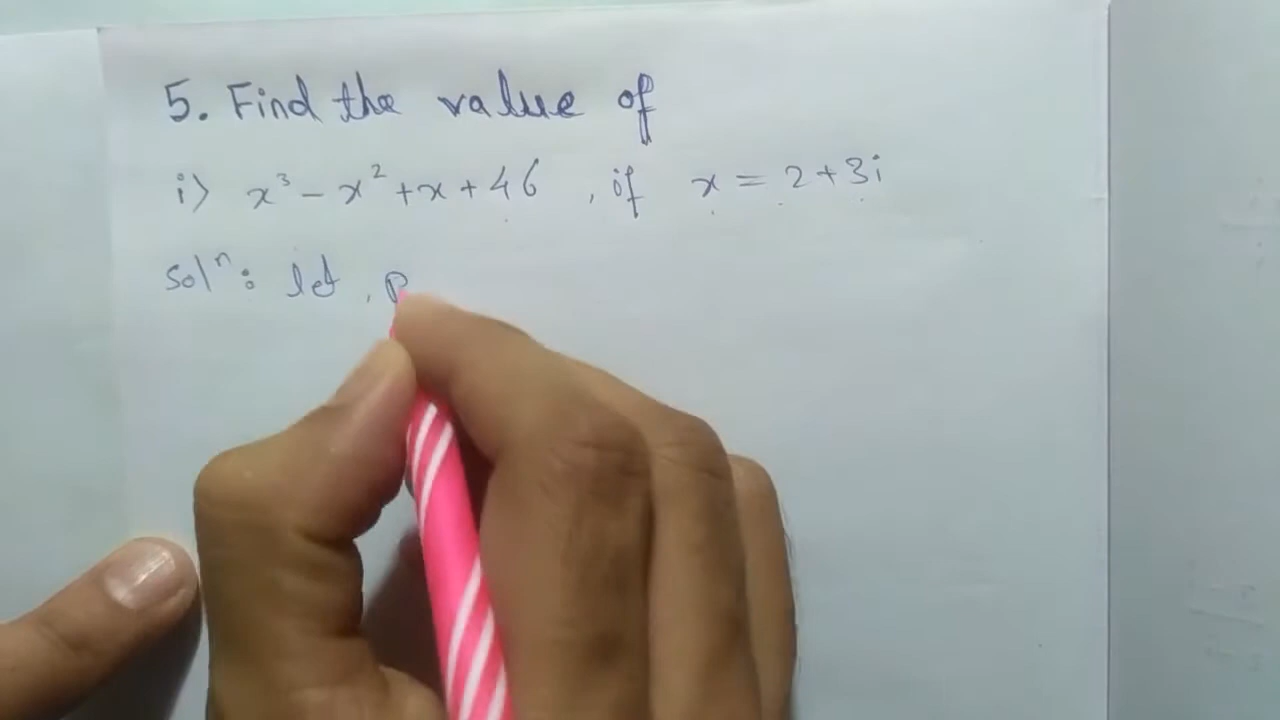 5. Find the value of
i) x³ - x² + x + 46 , if x = 2 + 3i
Solⁿ: let, P